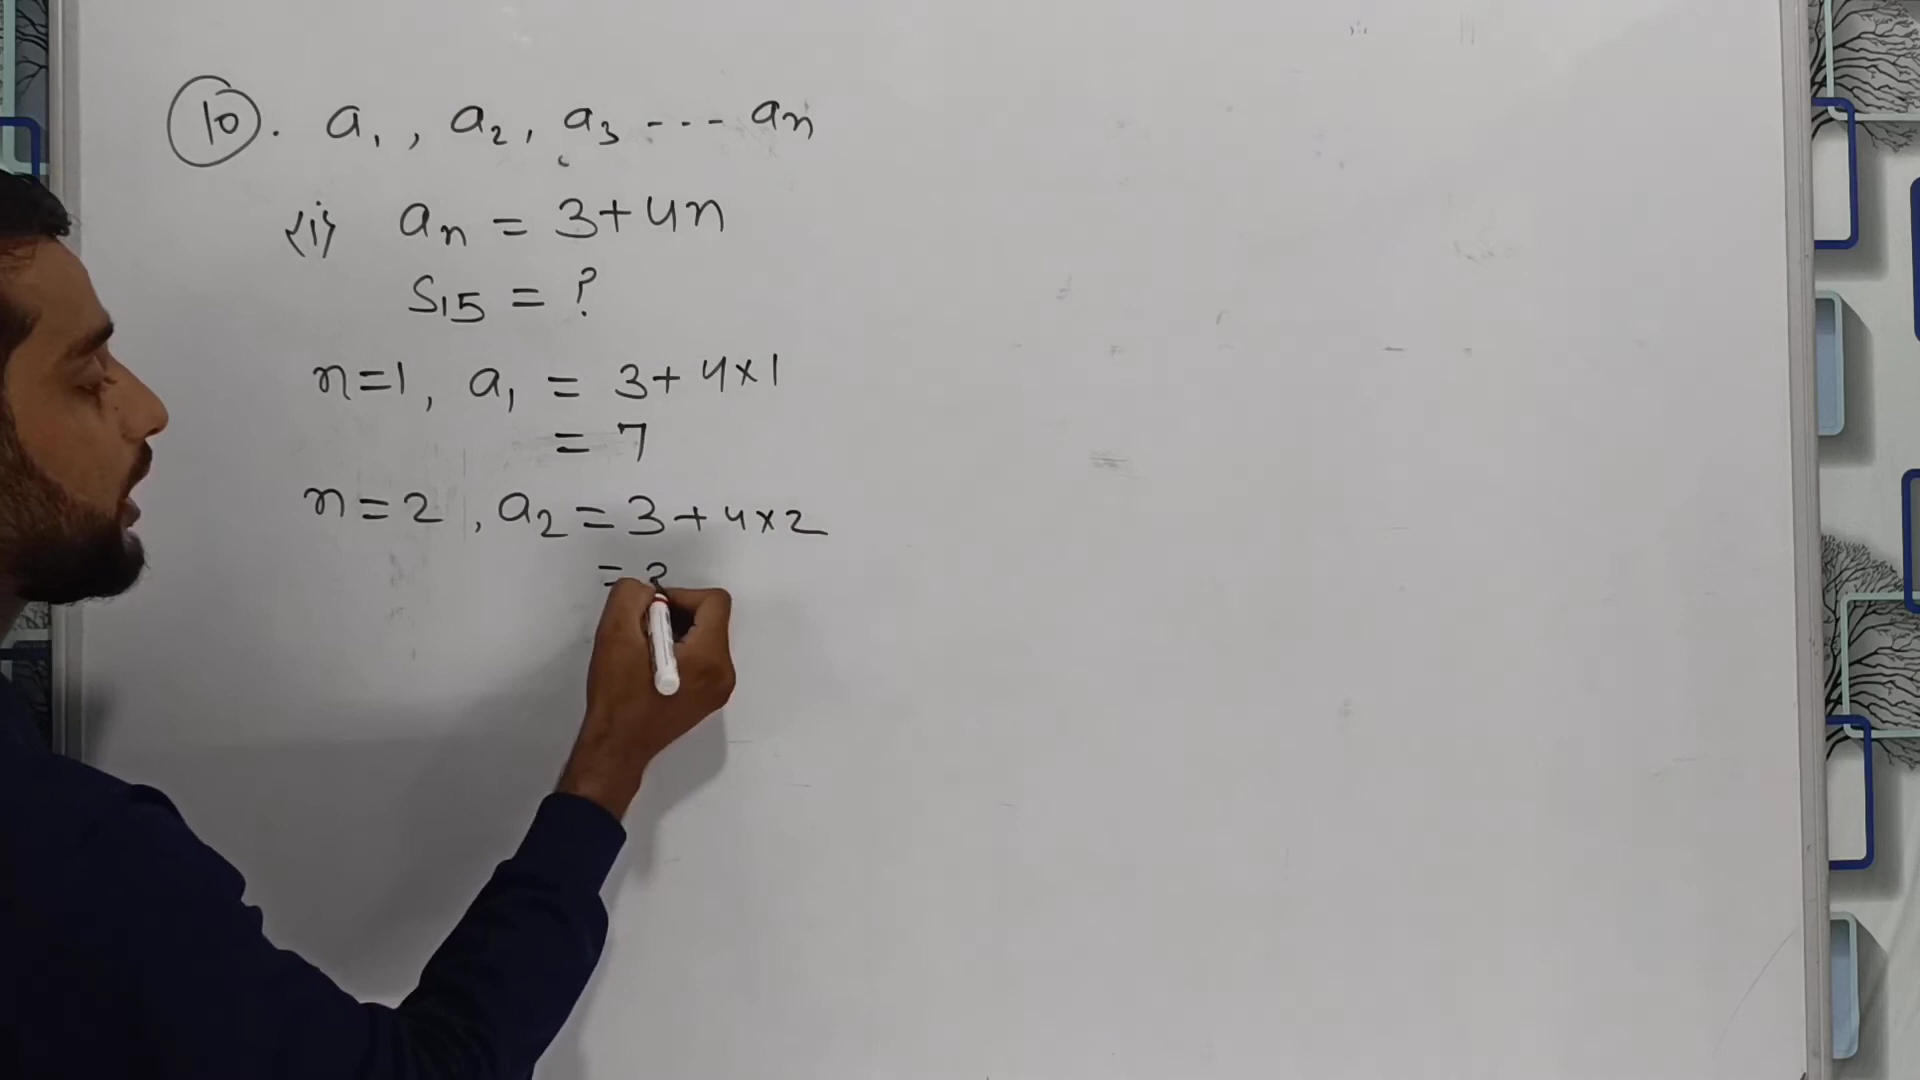 10. a₁, a₂, a₃ --- aₙ
(i) aₙ = 3+4n
S₁₅ = ?
n=1, a₁ = 3+4×1
= 7
n=2, a₂ = 3+4×2
= 3